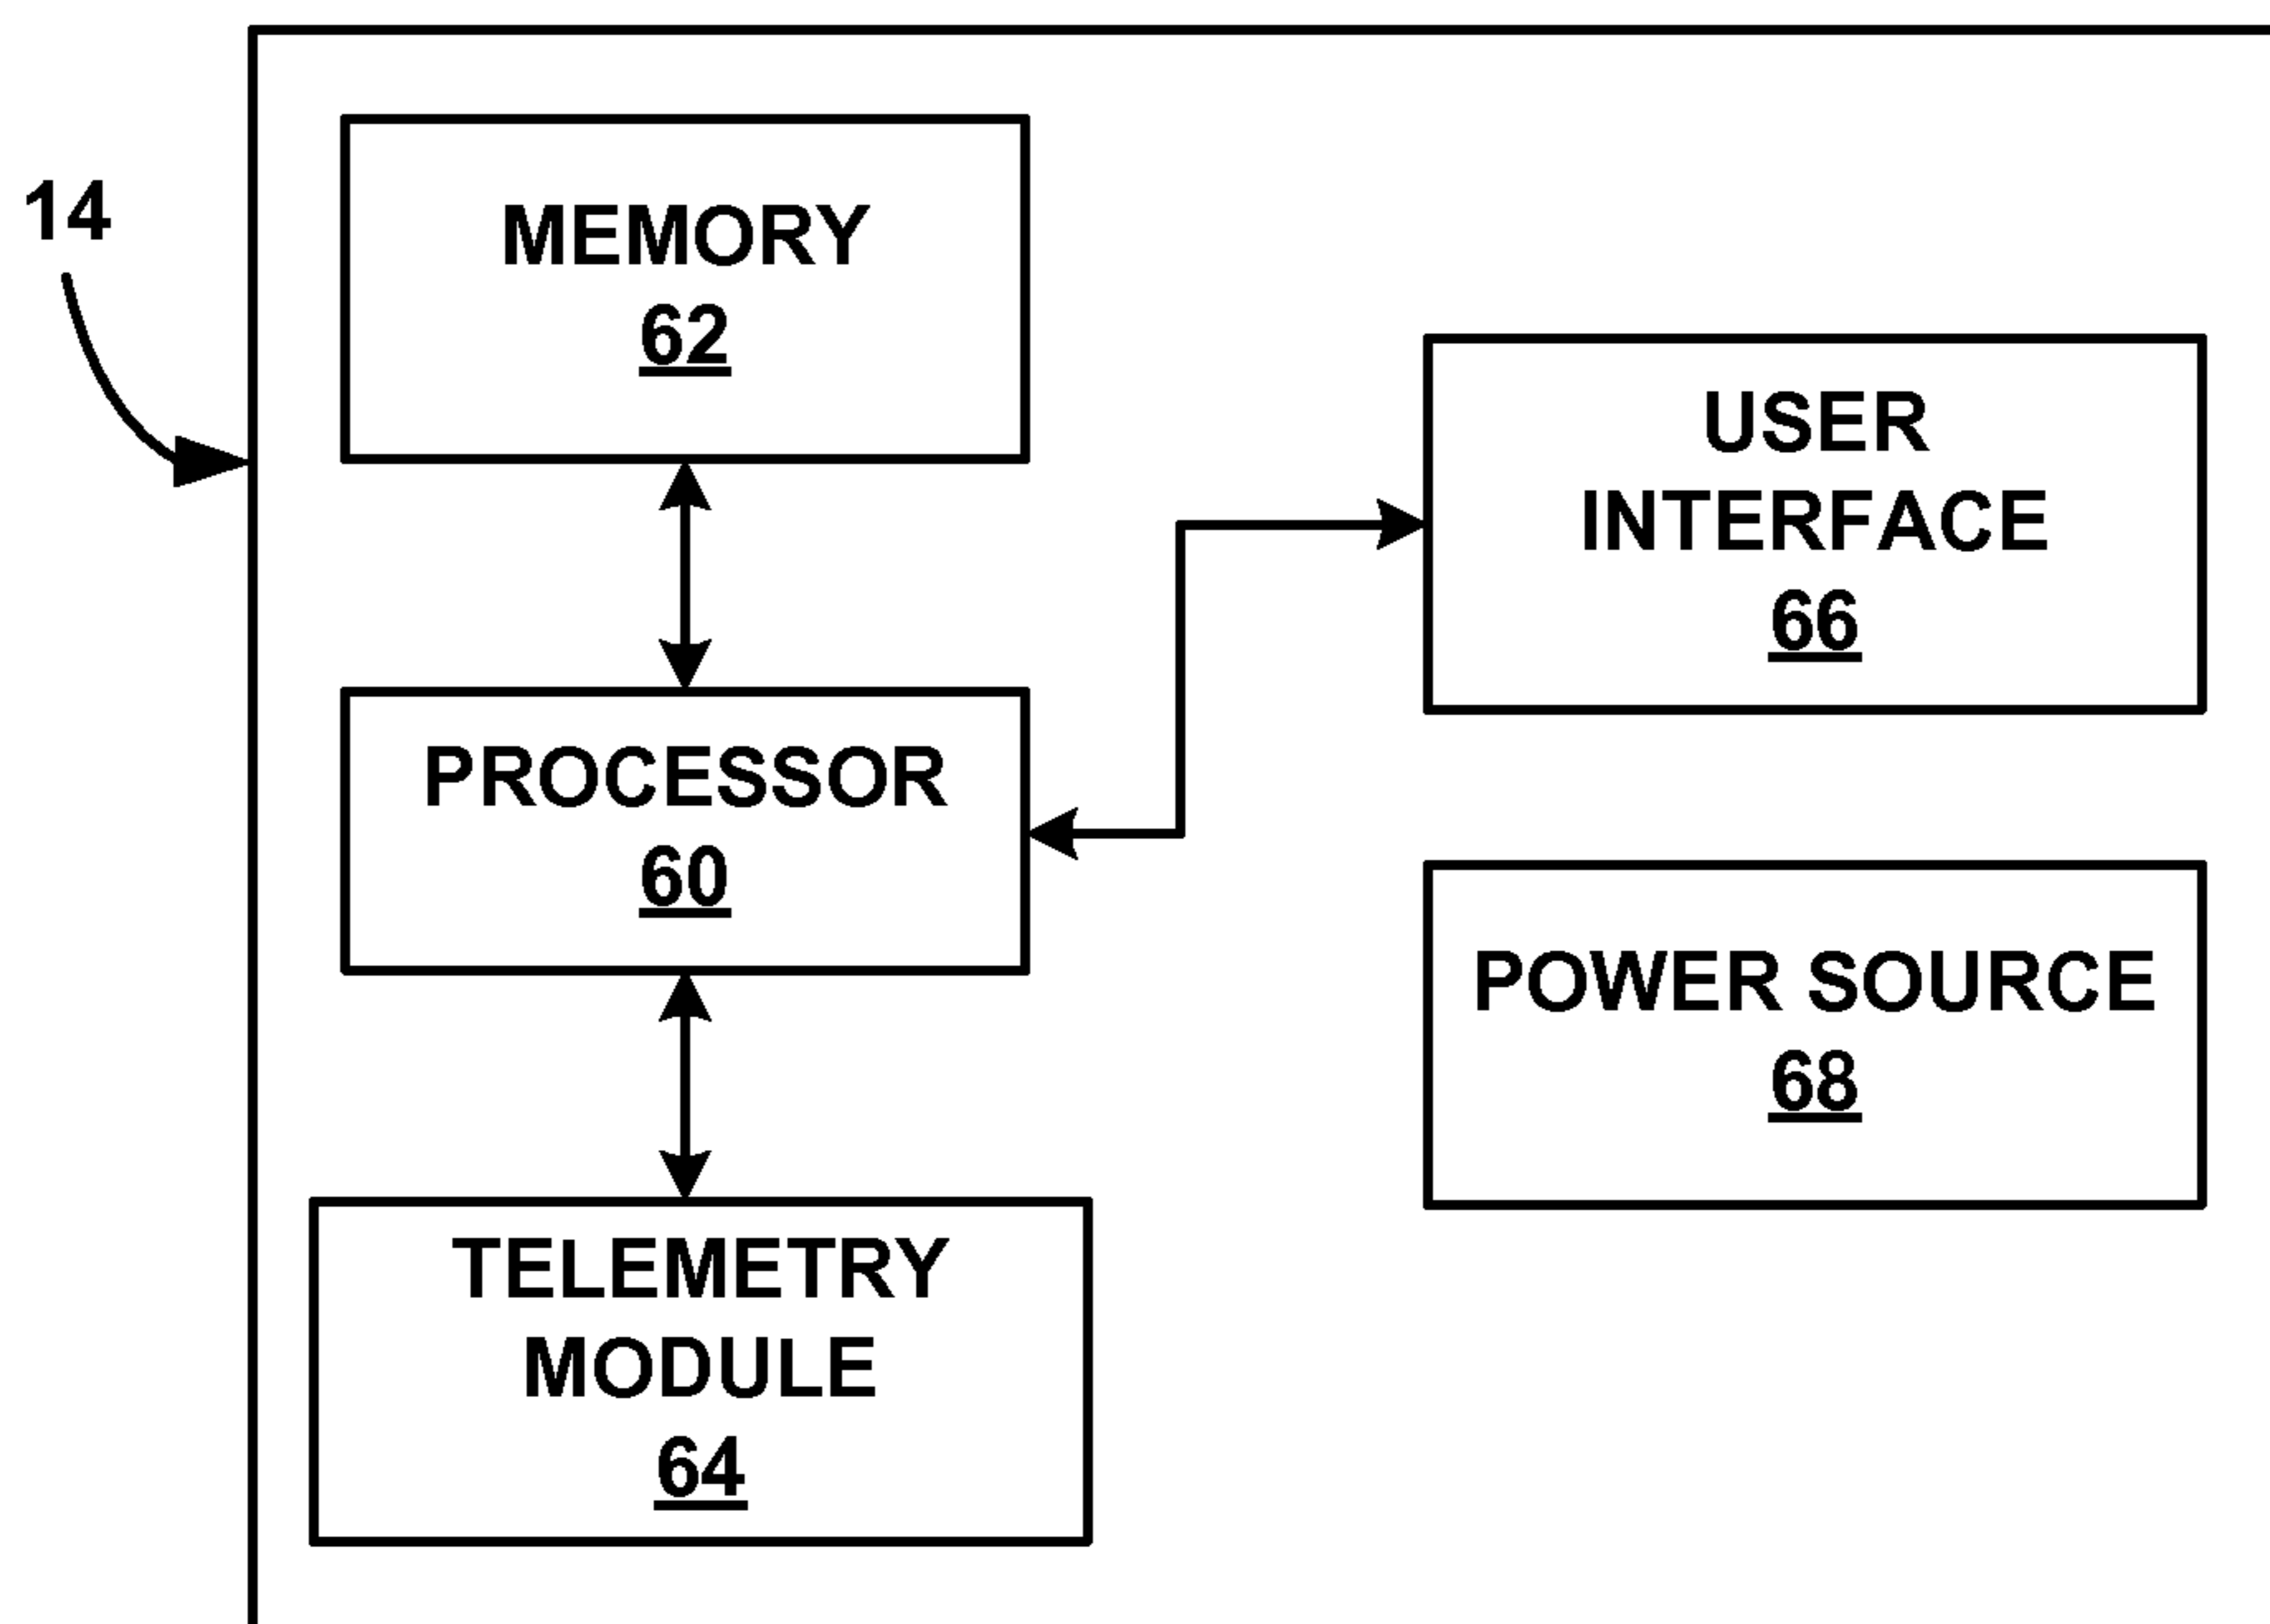 14
MEMORY
62
USER
INTERFACE
66
PROCESSOR
60
POWER SOURCE
68
TELEMETRY
MODULE
64